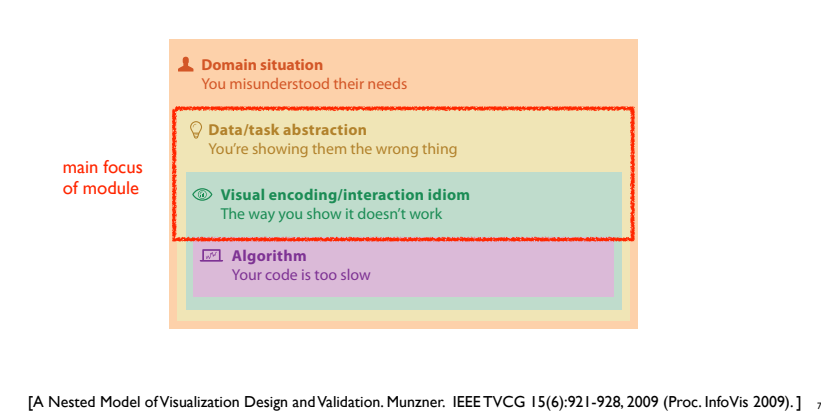 Domain situation
You misunderstood their needs
Data/task abstraction
You're showing them the wrong thing
main focus
of module
Visual encoding/interaction idiom
The way you show it doesn't work
Algorithm
Your code is too slow
[A Nested Model of Visualization Design and Validation. Munzner. IEEE TVCG 15(6):921-928, 2009 (Proc. InfoVis 2009). ] 7